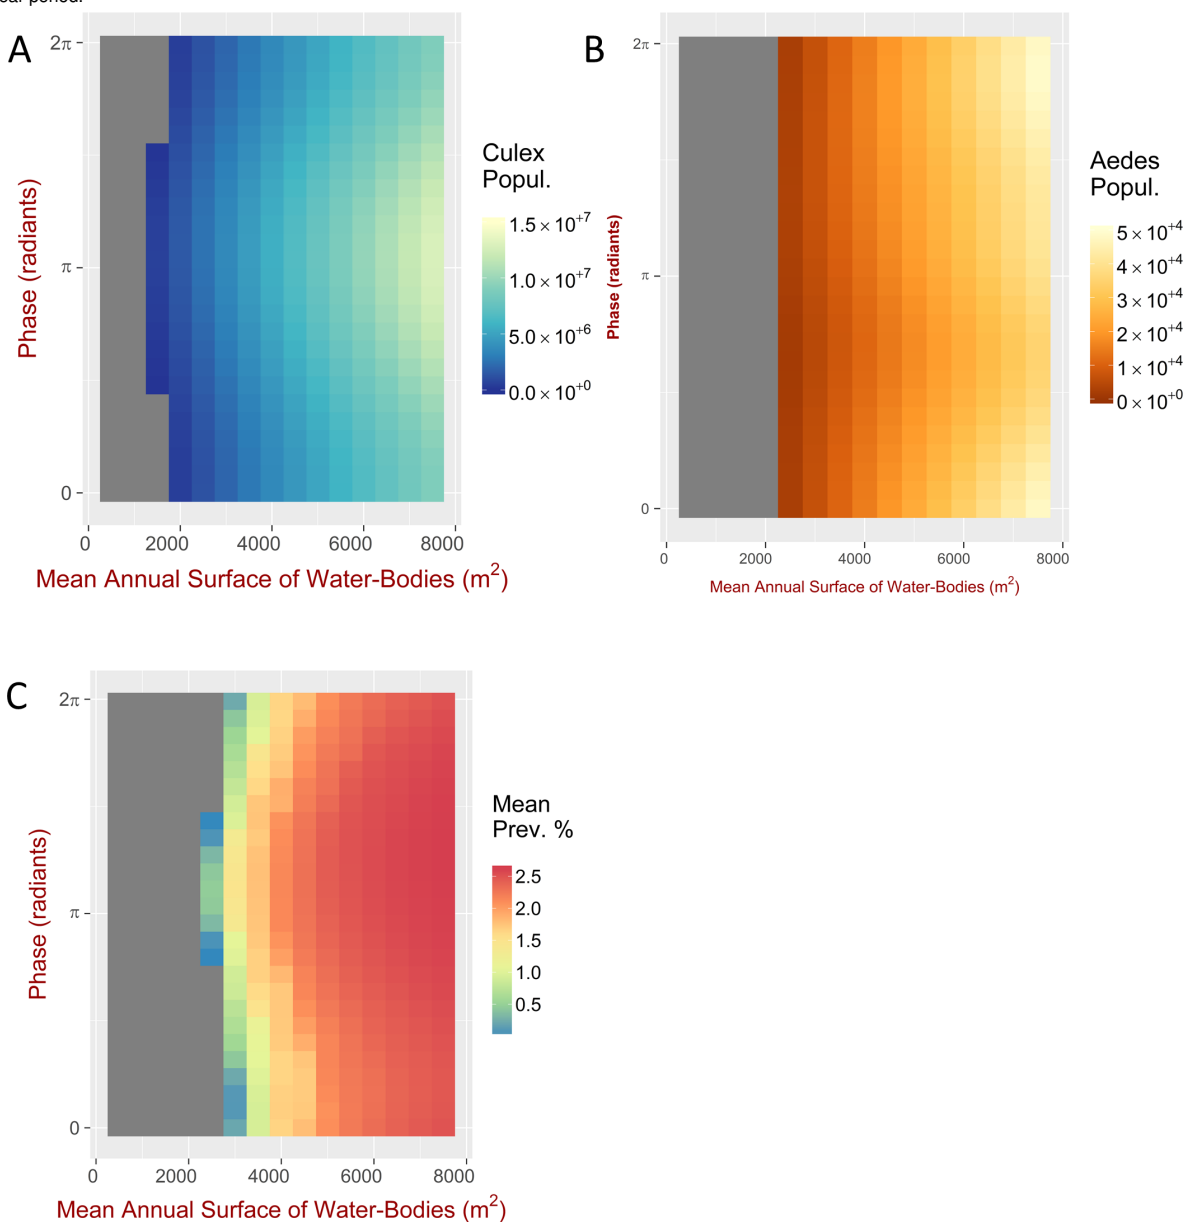 ear period.
A
2π
π
0
Phase (radiants)
0
2000
4000
6000
8000
Mean Annual Surface of Water-Bodies (m²)
Culex
Popul.
1.5 × 10⁺⁷
1.0 × 10⁺⁷
5.0 × 10⁺⁶
0.0 × 10⁺⁰
B
2π
π
0
Phase (radiants)
0
2000
4000
6000
8000
Mean Annual Surface of Water-Bodies (m²)
Aedes
Popul.
5 × 10⁺⁴
4 × 10⁺⁴
3 × 10⁺⁴
2 × 10⁺⁴
1 × 10⁺⁴
0 × 10⁺⁰
C
2π
π
0
Phase (radiants)
0
2000
4000
6000
8000
Mean Annual Surface of Water-Bodies (m²)
Mean
Prev. %
2.5
2.0
1.5
1.0
0.5